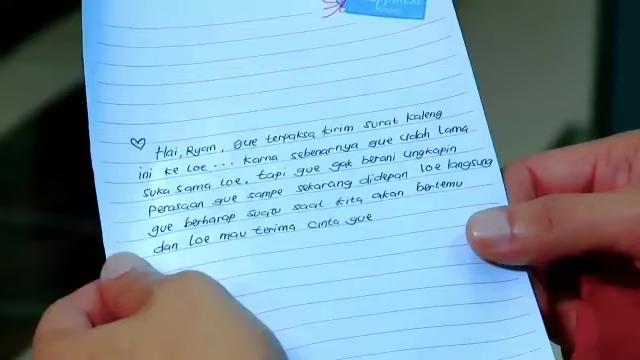 Happiness
Hai, Ryan, gue terpaksa kirim surat kaleng
ini ke loe... karna sebenarnya gue udah lama
suka sama loe, tapi gue gak berani ungkapin
perasaan gue sampe sekarang didepan loe langsung
gue berharap suatu saat kita akan bertemu
dan loe mau terima cinta gue